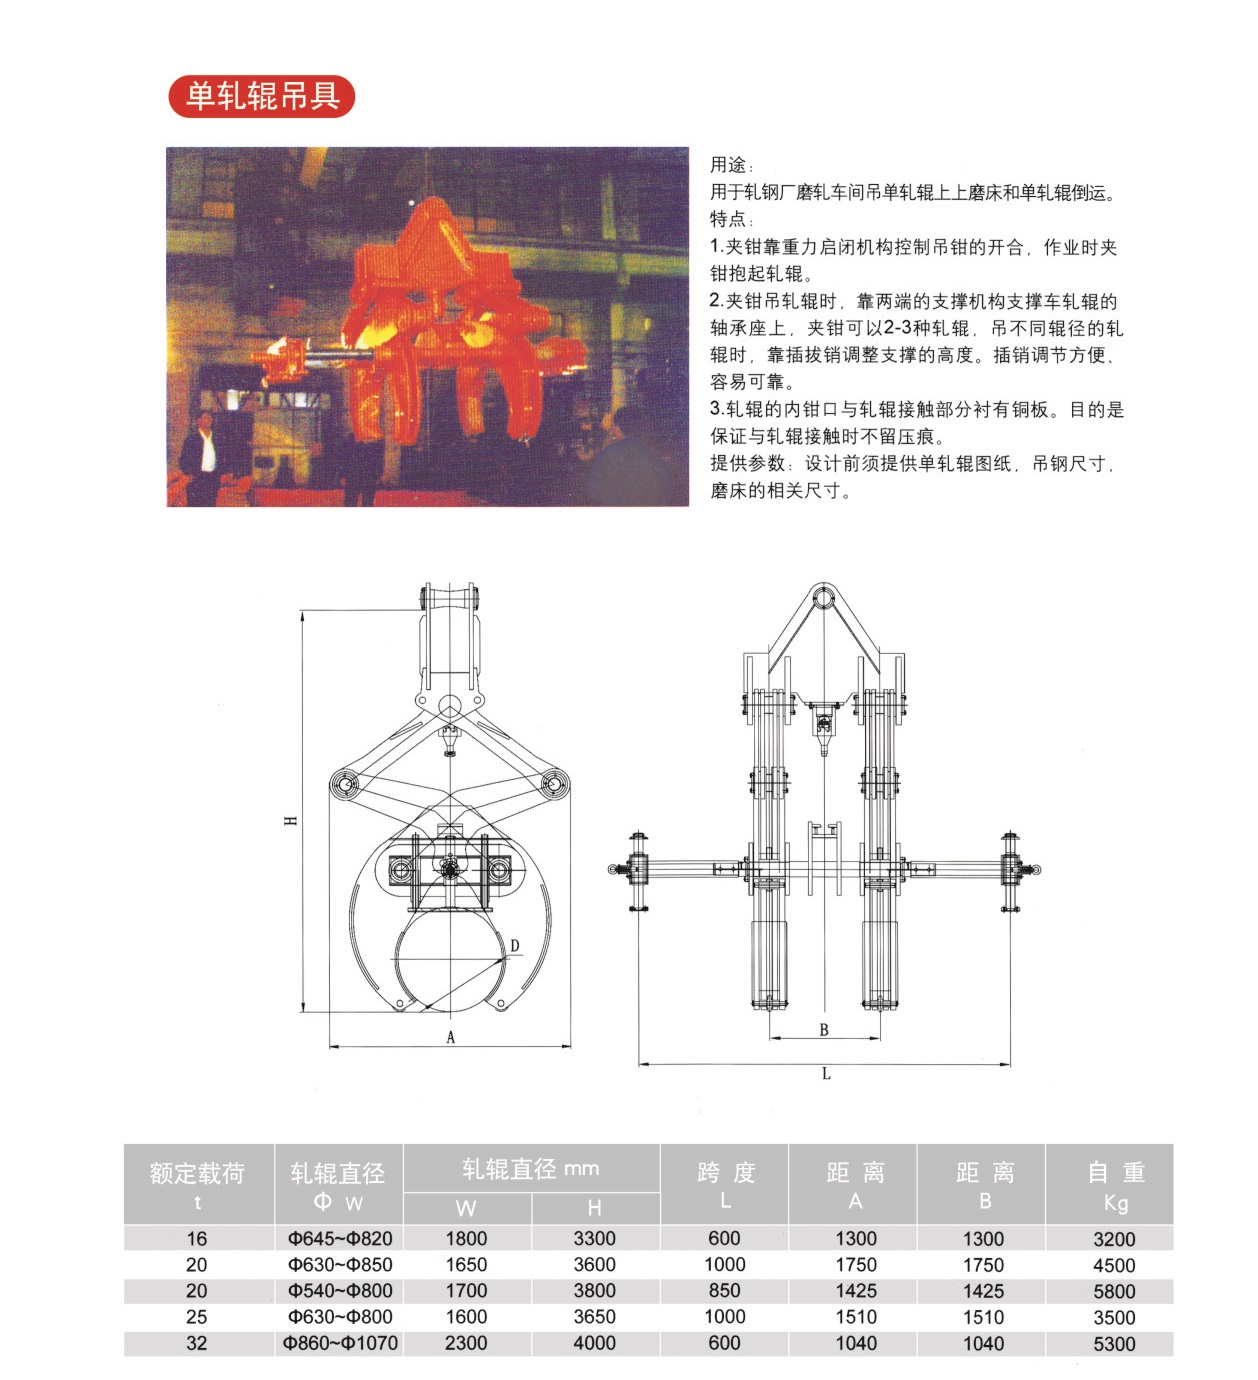 单轧辊吊具
用途：
用于轧钢厂磨轧车间吊单轧辊上上磨床和单轧辊倒运。
特点：
1.夹钳靠重力启闭机构控制吊钳的开合，作业时夹
钳抱起轧辊。
2.夹钳吊轧辊时，靠两端的支撑机构支撑车轧辊的
轴承座上，夹钳可以2-3种轧辊，吊不同辊径的轧
辊时，靠插拔销调整支撑的高度。插销调节方便、
容易可靠。
3.轧辊的内钳口与轧辊接触部分衬有铜板。目的是
保证与轧辊接触时不留压痕。
提供参数：设计前须提供单轧辊图纸，吊钢尺寸，
磨床的相关尺寸。
H
D
A
B
L
额定载荷 t 轧辊直径 Φ W 轧辊直径 mm 跨 度 L 距 离 A 距 离 B 自 重 Kg
W H
16 Φ645~Φ820 1800 3300 600 1300 1300 3200
20 Φ630~Φ850 1650 3600 1000 1750 1750 4500
20 Φ540~Φ800 1700 3800 850 1425 1425 5800
25 Φ630~Φ800 1600 3650 1000 1510 1510 3500
32 Φ860~Φ1070 2300 4000 600 1040 1040 5300